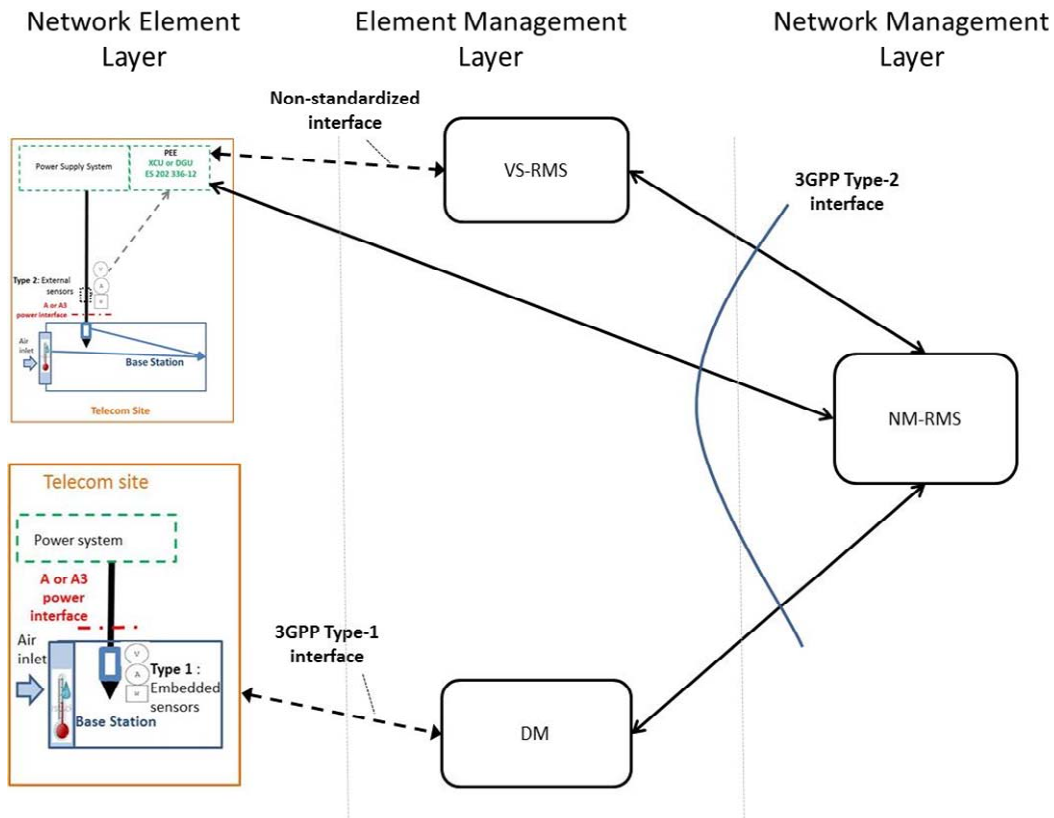 Network Element
Layer
Element Management
Layer
Network Management
Layer
Non-standardized
interface
VS-RMS
3GPP Type-2
interface
Power Supply System
PEE
XCU or DGU
ES 202 336-12
V
A
Type 2: External
sensors
A or A3
power interface
Air
inlet
Base Station
Telecom Site
NM-RMS
Telecom site
Power system
A or A3
power
interface
Air
inlet
V
A
Type 1 :
Embedded
sensors
Base Station
3GPP Type-1
interface
DM